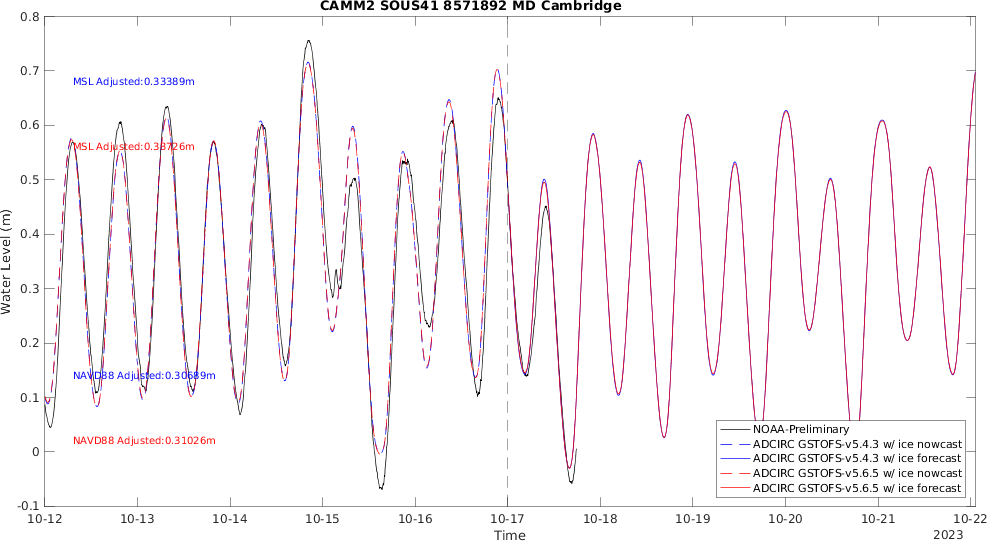 CAMM2 SOUS41 8571892 MD Cambridge
Water Level (m)
0.8
0.7
0.6
0.5
0.4
0.3
0.2
0.1
0
-0.1
MSL Adjusted:0.33389m
MSL Adjusted:0.33726m
NAVD88 Adjusted:0.30689m
NAVD88 Adjusted:0.31026m
NOAA-Preliminary
ADCIRC GSTOFS-v5.4.3 w/ ice nowcast
ADCIRC GSTOFS-v5.4.3 w/ ice forecast
ADCIRC GSTOFS-v5.6.5 w/ ice nowcast
ADCIRC GSTOFS-v5.6.5 w/ ice forecast
10-12 10-13 10-14 10-15 10-16 10-17 10-18 10-19 10-20 10-21 10-22
Time
2023